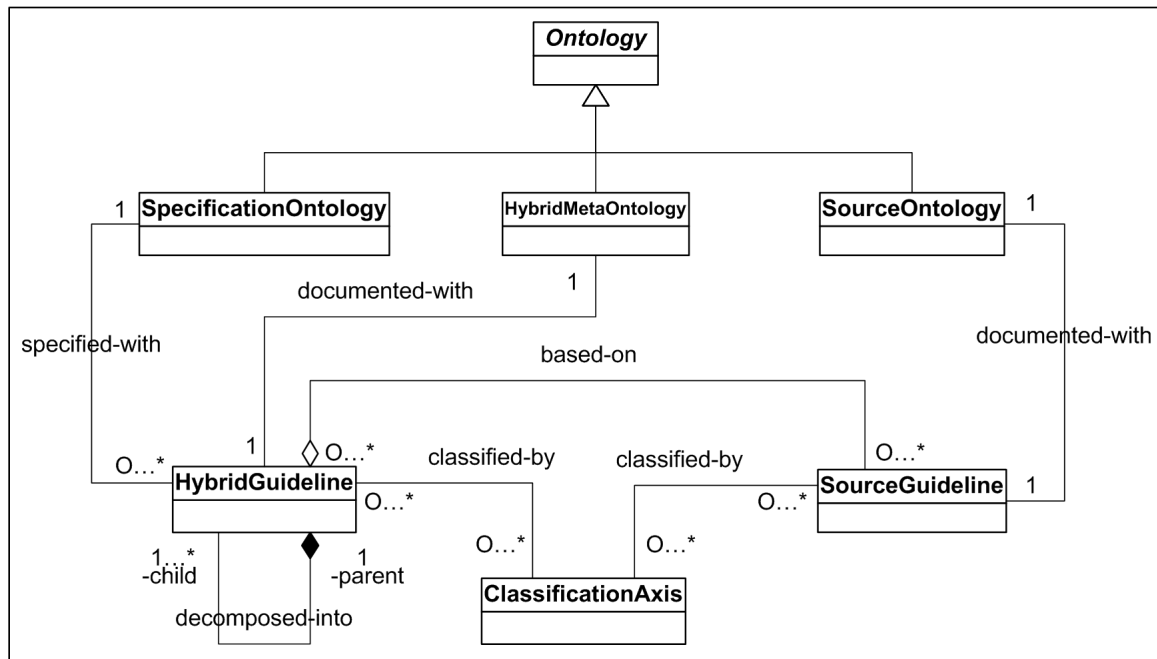 Ontology
SpecificationOntology
HybridMetaOntology
SourceOntology
1
1
1
documented-with
specified-with
documented-with
based-on
1
O...*
O...*
O...*
classified-by
classified-by
HybridGuideline
SourceGuideline
1
O...*
O...*
1...*
1
O...*
O...*
-child
-parent
ClassificationAxis
decomposed-into